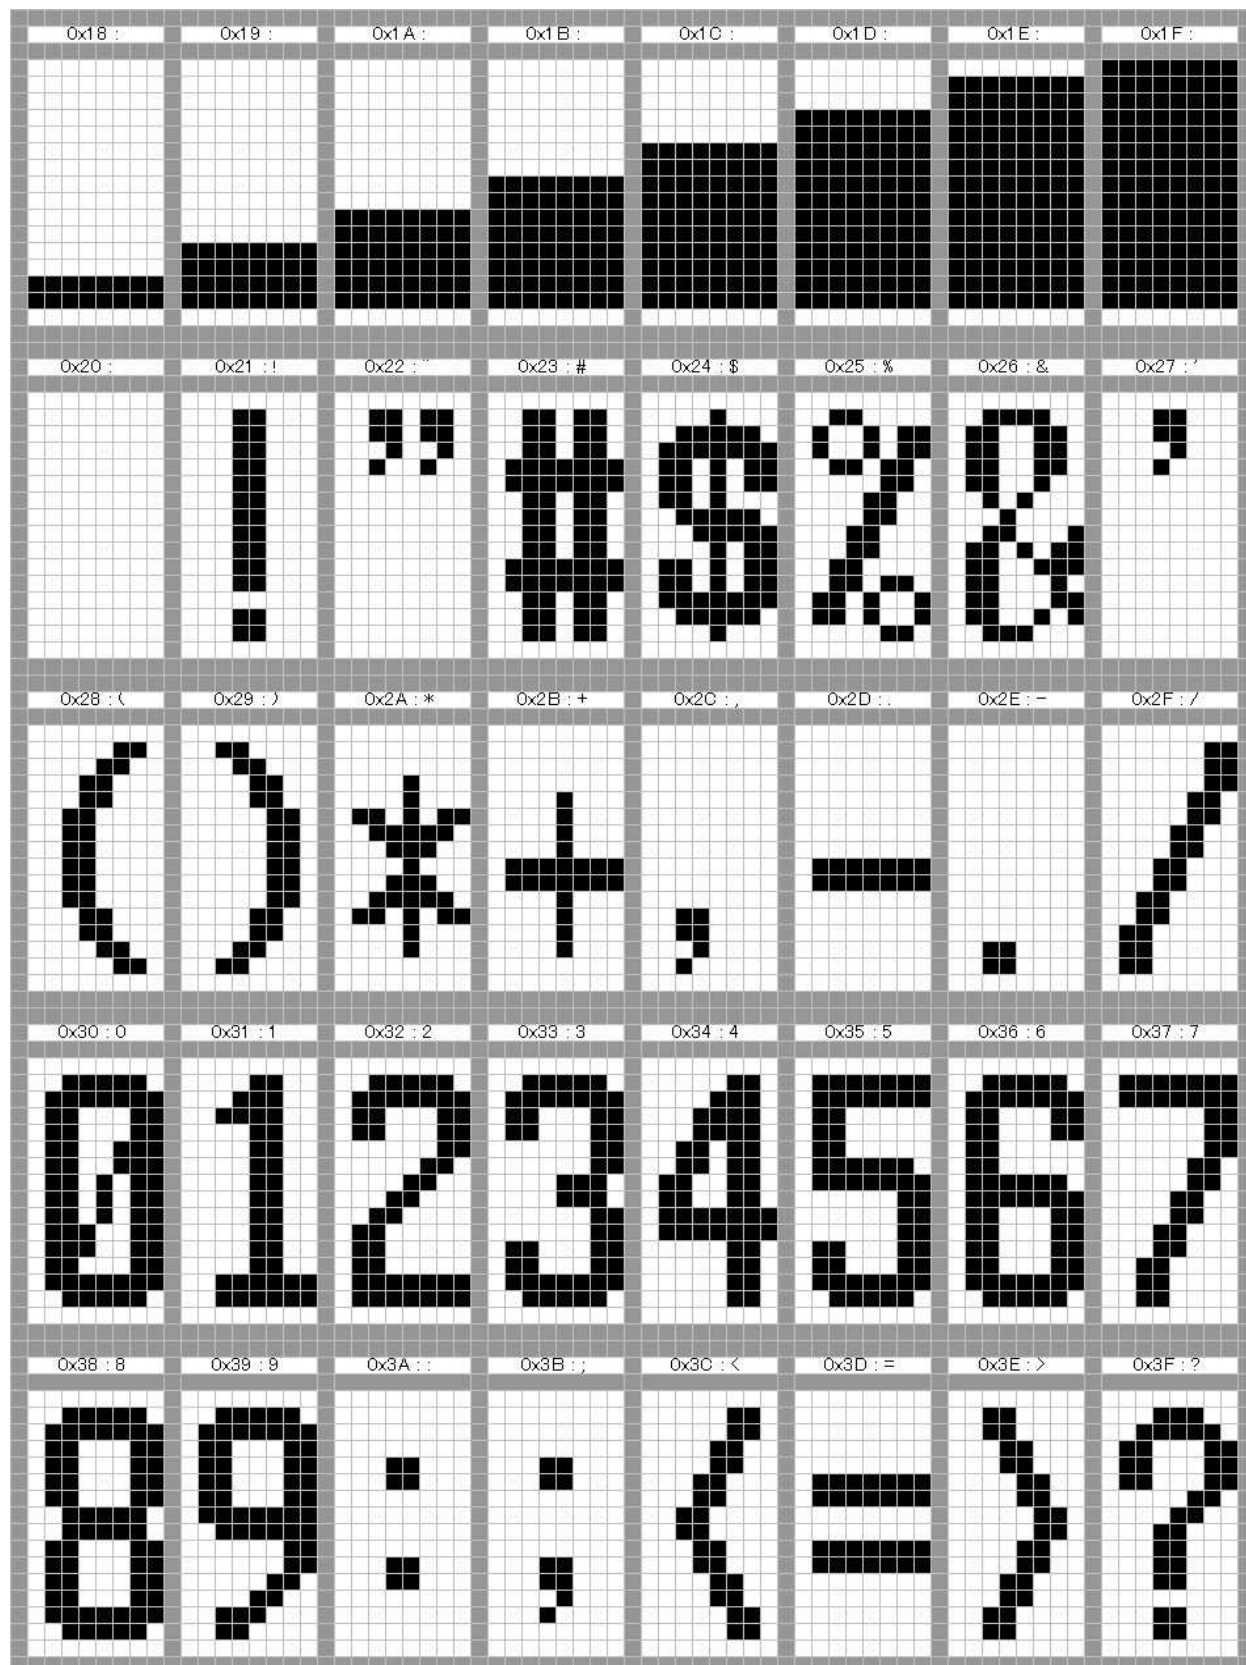 0x18 : 0x19 : 0x1A : 0x1B : 0x1C : 0x1D : 0x1E : 0x1F :
0x20 : 0x21 : ! 0x22 : ¨ 0x23 : # 0x24 : $ 0x25 : % 0x26 : & 0x27 : ′
! " # $ % & '
0x28 : ( 0x29 : ) 0x2A : * 0x2B : + 0x2C : , 0x2D : . 0x2E : - 0x2F : /
( ) * + , - . /
0x30 : 0 0x31 : 1 0x32 : 2 0x33 : 3 0x34 : 4 0x35 : 5 0x36 : 6 0x37 : 7
0 1 2 3 4 5 6 7
0x38 : 8 0x39 : 9 0x3A : : 0x3B : ; 0x3C : < 0x3D : = 0x3E : > 0x3F : ?
8 9 : ; < = > ?